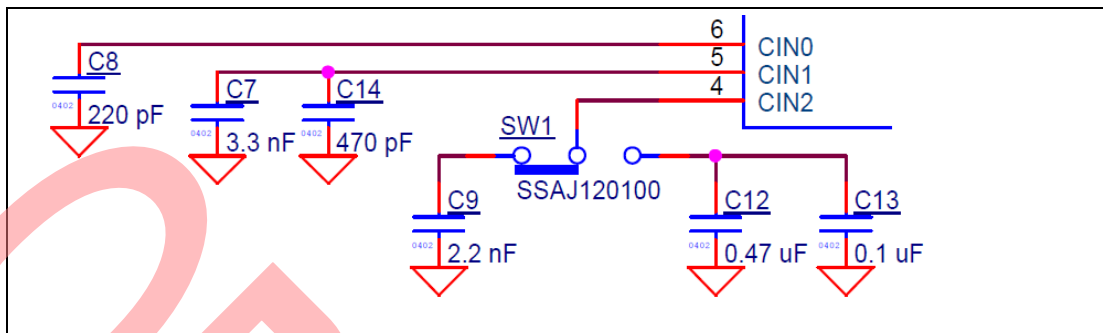 6
CIN0
C8
5
CIN1
C7
C14
4
CIN2
0402
220 pF
0402
3.3 nF
0402
470 pF
SW1
SSAJ120100
C9
C12
C13
0402
2.2 nF
0402
0.47 uF
0402
0.1 uF